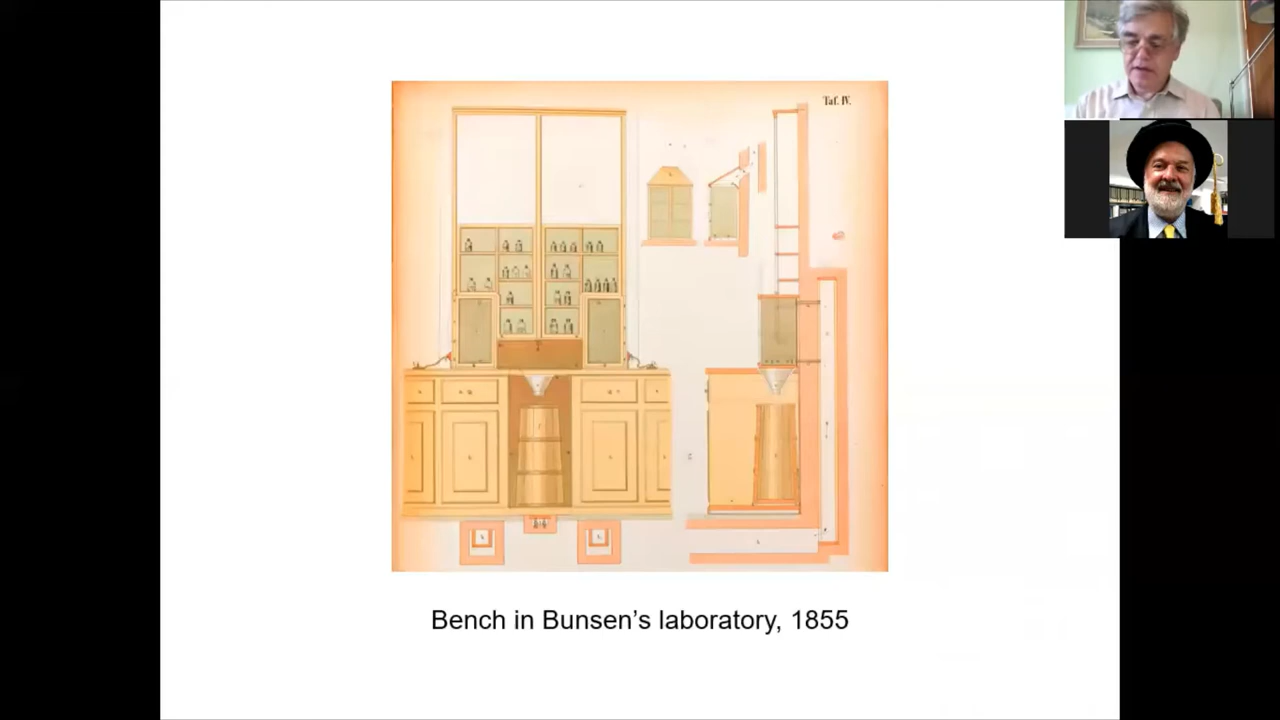 Taf. IV.
Bench in Bunsen’s laboratory, 1855